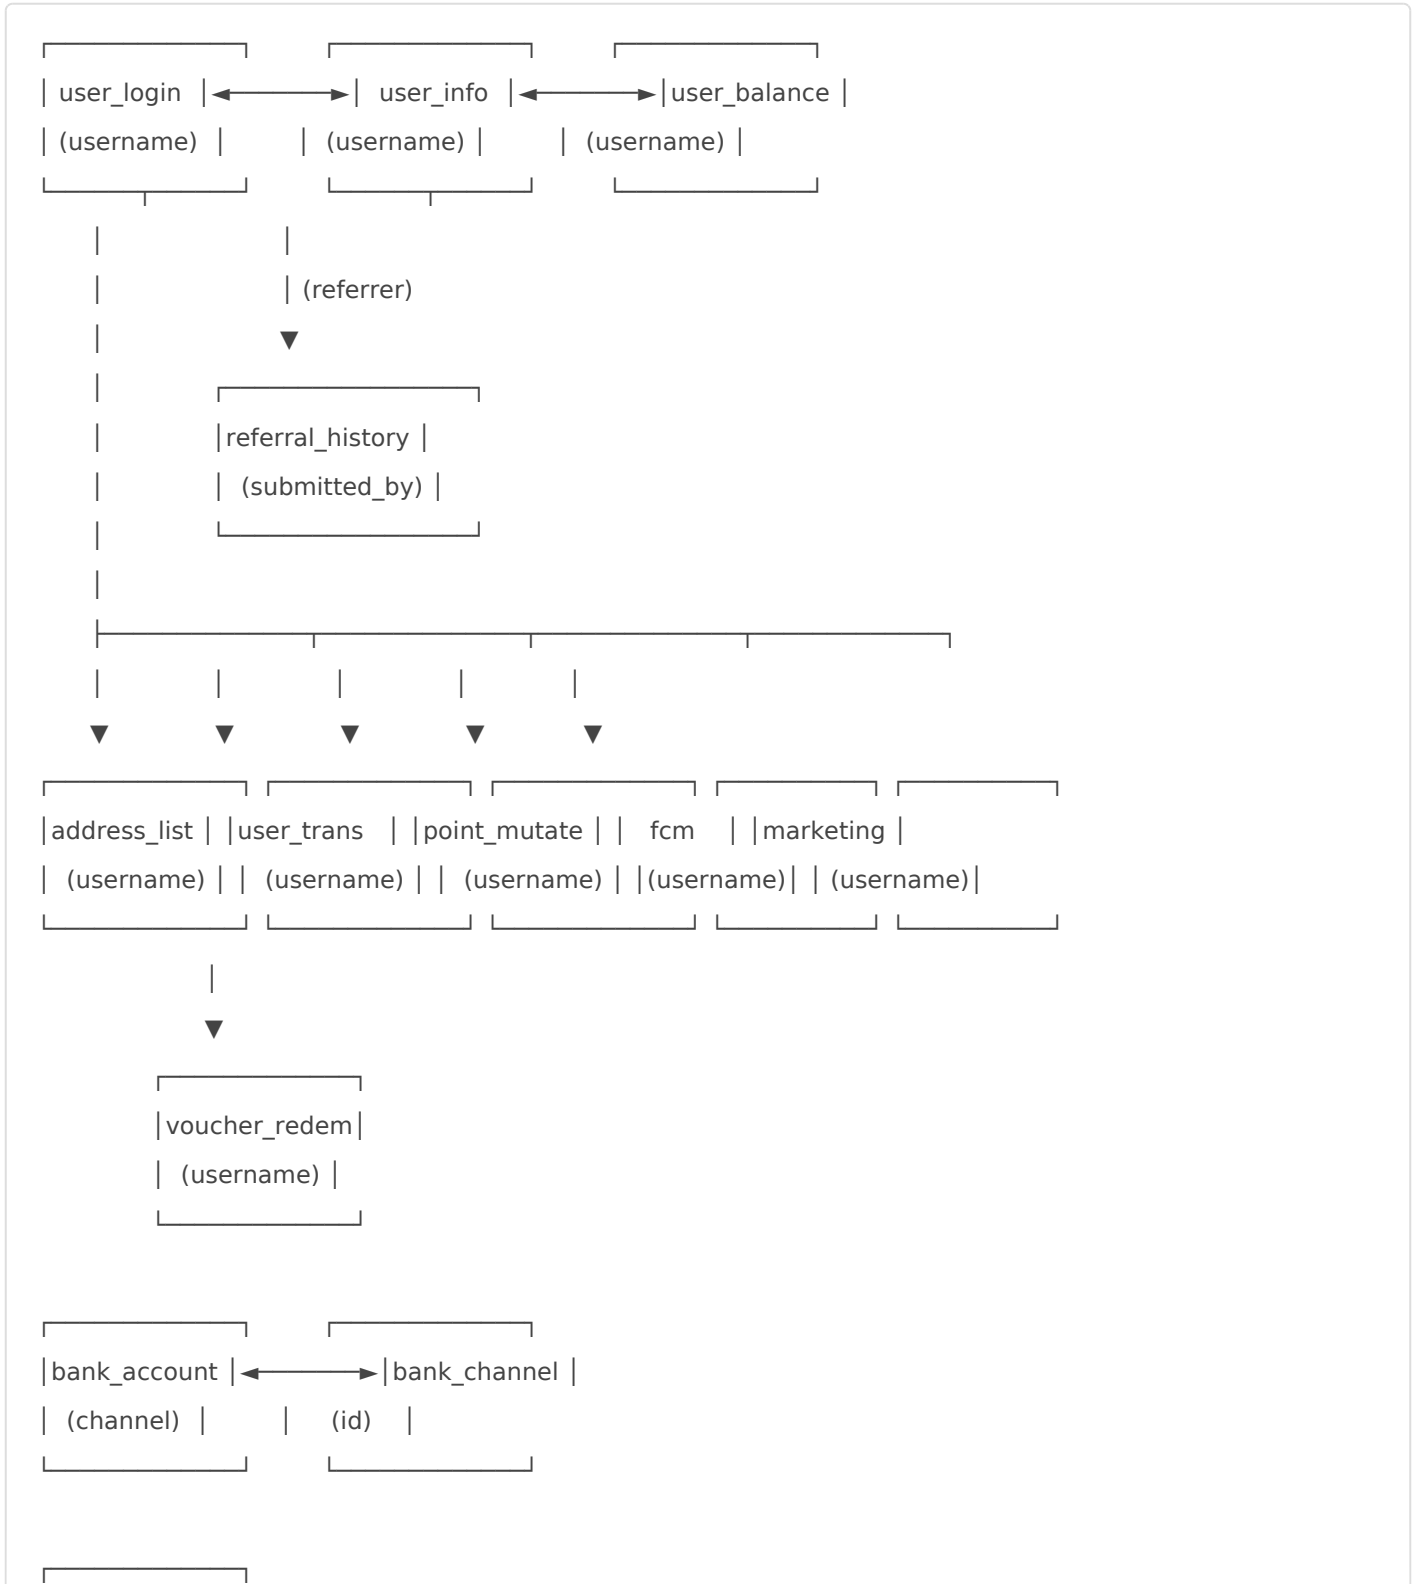 user_login user_info user_balance
(username) (username) (username)
(referrer)
referral_history
(submitted_by)
address_list user_trans point_mutate fcm marketing
(username) (username) (username) (username) (username)
voucher_redem
(username)
bank_account bank_channel
(channel) (id)